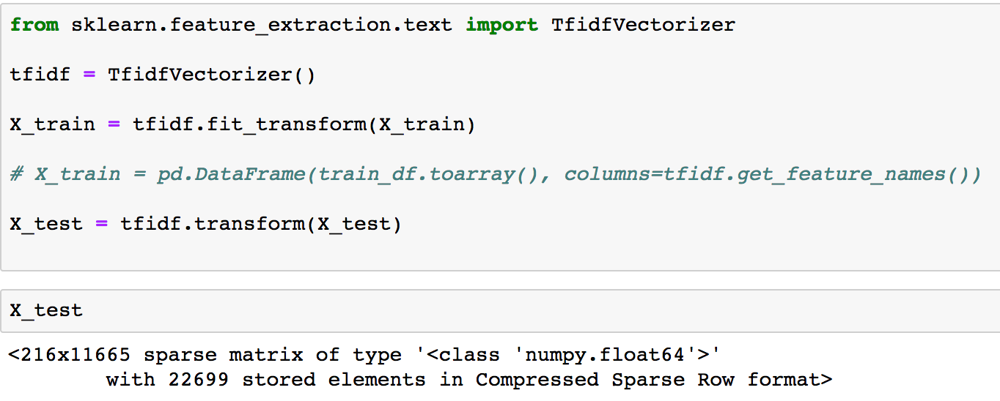 from sklearn.feature_extraction.text import TfidfVectorizer
tfidf = TfidfVectorizer()
X_train = tfidf.fit_transform(X_train)
# X_train = pd.DataFrame(train_df.toarray(), columns=tfidf.get_feature_names())
X_test = tfidf.transform(X_test)
X_test
<216x11665 sparse matrix of type '<class 'numpy.float64'>'
with 22699 stored elements in Compressed Sparse Row format>